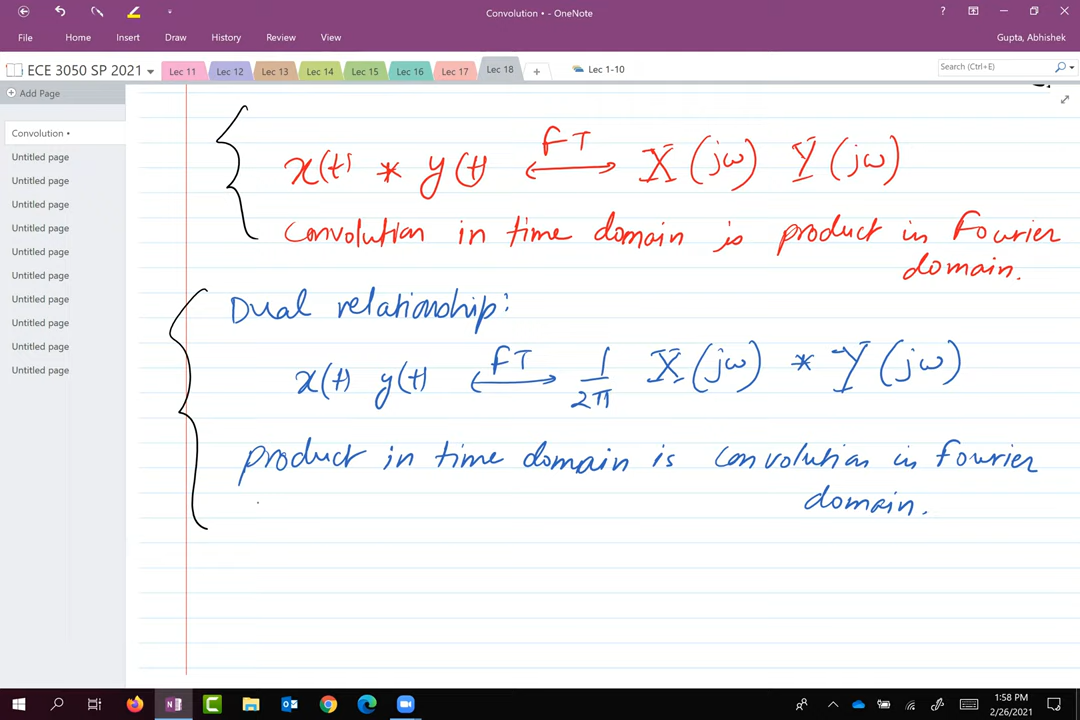 Convolution • - OneNote
?
File Home Insert Draw History Review View
Gupta, Abhishek
ECE 3050 SP 2021
Lec 11 Lec 12 Lec 13 Lec 14 Lec 15 Lec 16 Lec 17 Lec 18 + Lec 1-10
Search (Ctrl+E)
Add Page
Convolution •
Untitled page
Untitled page
Untitled page
Untitled page
Untitled page
Untitled page
Untitled page
Untitled page
Untitled page
Untitled page
x(t) * y(t) FT ⟷ X(jω) Y(jω)
Convolution in time domain is product in Fourier
domain.
Dual relationship:
x(t) y(t) FT ⟷ 1/2π X(jω) * Y(jω)
product in time domain is convolution in Fourier
domain.
1:58 PM
2/26/2021